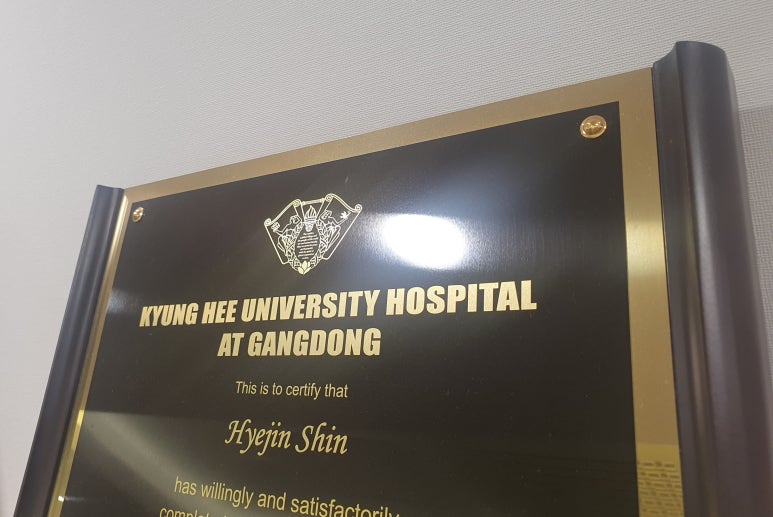 KYUNG HEE UNIVERSITY HOSPITAL
AT GANGDONG
This is to certify that
Hyejin Shin
has willingly and satisfactorily